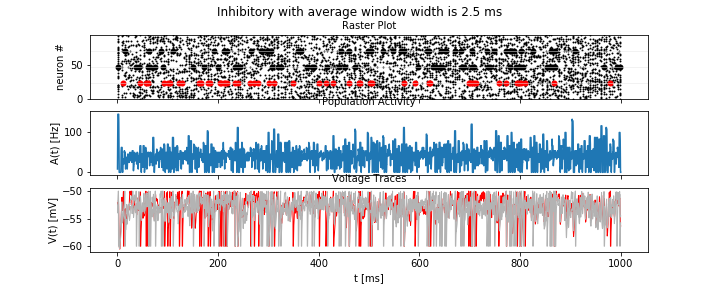 Inhibitory with average window width is 2.5 ms
Raster Plot
neuron #
50
0
Population Activity
A(t) [Hz]
100
0
Voltage Traces
V(t) [mV]
−50
−55
−60
0 200 400 600 800 1000
t [ms]